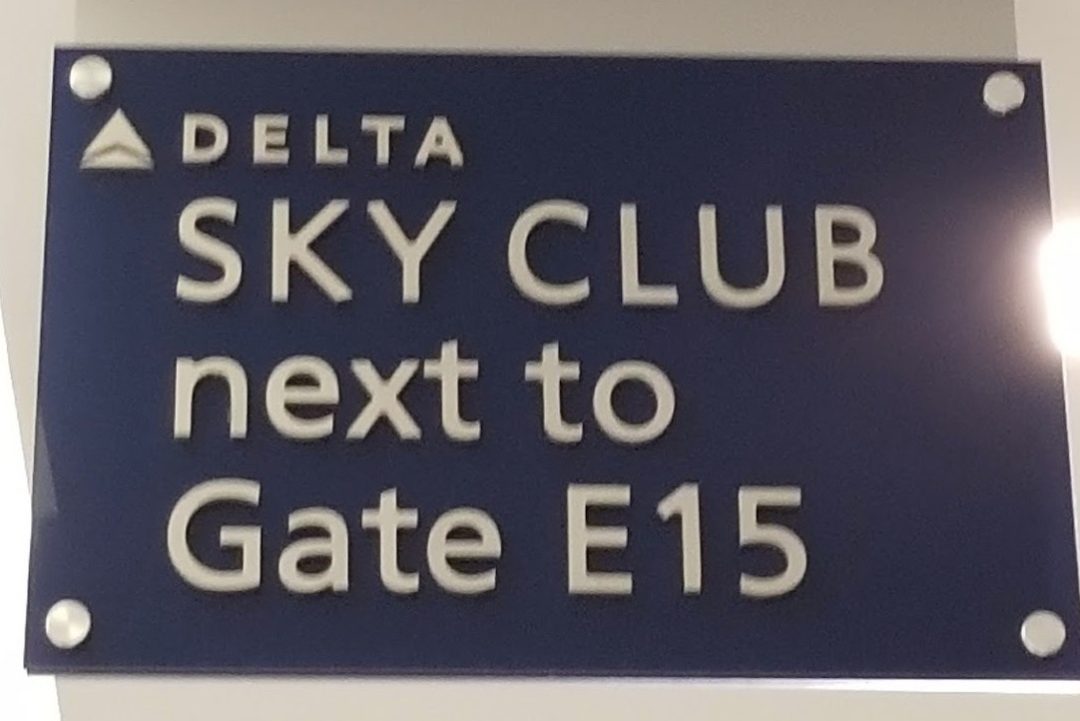 DELTA
SKY CLUB
next to
Gate E15